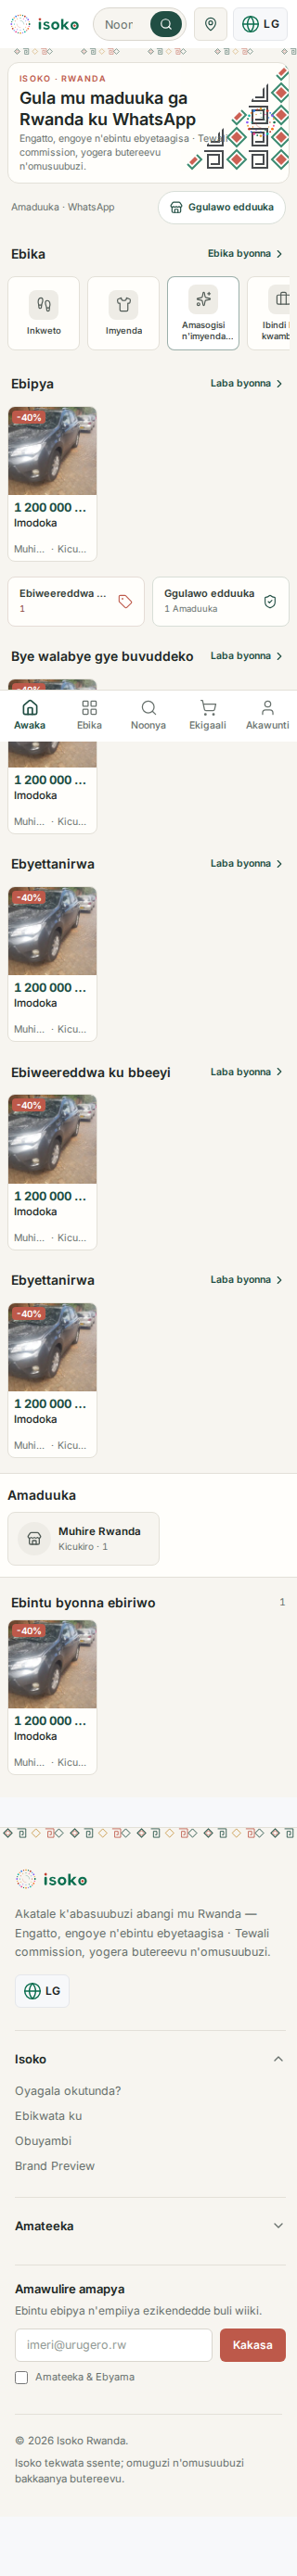 isoko
Noor
LG
ISOKO · RWANDA
Gula mu maduuka ga
Rwanda ku WhatsApp
Engatto, engoye n'ebintu ebyetaagisa ·
commission, yogera butereevu
n'omusuubuzi.
Amaduuka · WhatsApp
Ggulawo edduuka
Ebika
Ebika byonna
Inkweto
Imyenda
Amasogisi
n'imyenda...
Ibindi
Ebipya
Laba byonna
-40%
1 200 000 ...
Imodoka
Muhi... · Kicu...
Ebiweereddwa ...
1
Ggulawo edduuka
1 Amaduuka
Bye walabye gye buvuddeko
Laba byonna
Awaka
Ebika
Noonya
Ekigaali
Akawunti
1 200 000 ...
Imodoka
Muhi... · Kicu...
Ebyettanirwa
Laba byonna
-40%
1 200 000 ...
Imodoka
Muhi... · Kicu...
Ebiweereddwa ku bbeeyi
Laba byonna
-40%
1 200 000 ...
Imodoka
Muhi... · Kicu...
Ebyettanirwa
Laba byonna
-40%
1 200 000 ...
Imodoka
Muhi... · Kicu...
Amaduuka
Muhire Rwanda
Kicukiro · 1
Ebintu byonna ebiriwo
1
-40%
1 200 000 ...
Imodoka
Muhi... · Kicu...
isoko
Akatale k'abasuubuzi abangi mu Rwanda —
Engatto, engoye n'ebintu ebyetaagisa · Tewali
commission, yogera butereevu n'omusuubuzi.
LG
Isoko
Oyagala okutunda?
Ebikwata ku
Obuyambi
Brand Preview
Amateeka
Amawulire amapya
Ebintu ebipya n'empiiya ezikendedde buli wiiki.
imeri@urugero.rw
Kakasa
Amateeka & Ebyama
© 2026 Isoko Rwanda.
Isoko tekwata ssente; omuguzi n'omusuubuzi
bakkaanya butereevu.